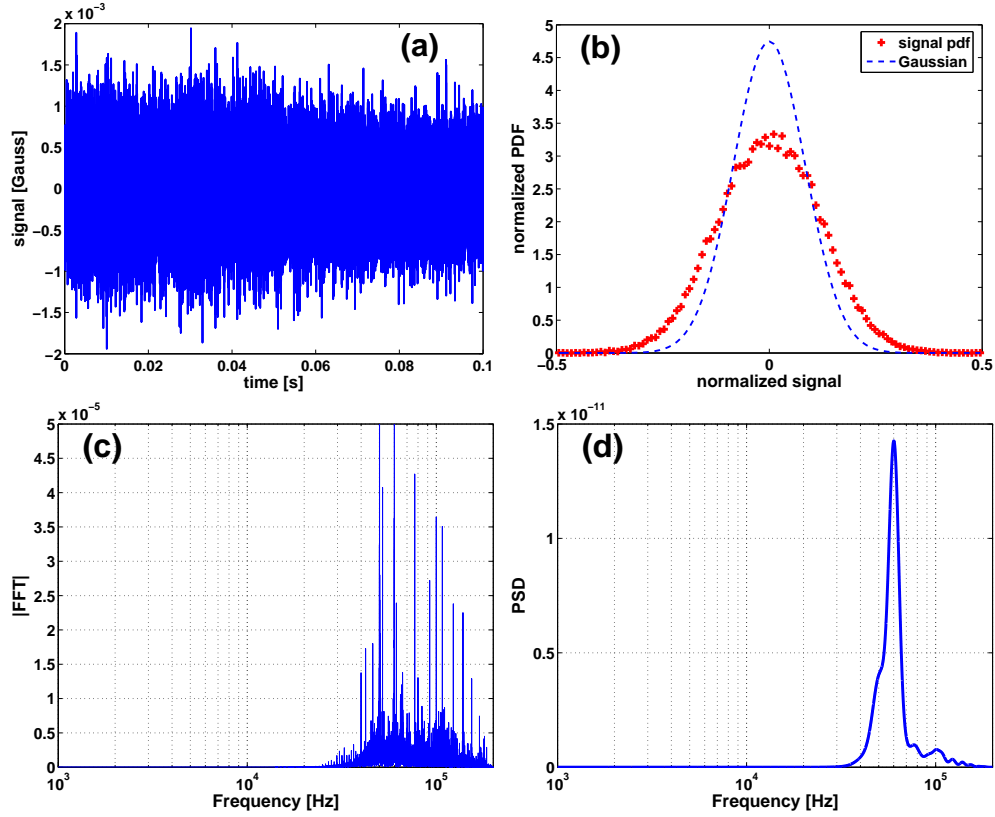 x 10⁻³
(a)
2
1.5
1
0.5
0
−0.5
−1
−1.5
−2
signal [Gauss]
0
0.02
0.04
0.06
0.08
0.1
time [s]
(b)
signal pdf
Gaussian
5
4.5
4
3.5
3
2.5
2
1.5
1
0.5
0
normalized PDF
−0.5
0
0.5
normalized signal
x 10⁻⁵
(c)
5
4.5
4
3.5
3
2.5
2
1.5
1
0.5
0
|FFT|
10³
10⁴
10⁵
Frequency [Hz]
x 10⁻¹¹
(d)
1.5
1
0.5
0
PSD
10³
10⁴
10⁵
Frequency [Hz]